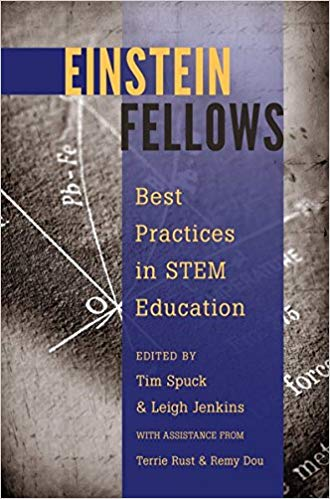 EINSTEIN
FELLOWS
Best
Practices
in STEM
Education
EDITED BY
Tim Spuck
& Leigh Jenkins
WITH ASSISTANCE FROM
Terrie Rust & Remy Dou
Pb-Fe
O
15
force